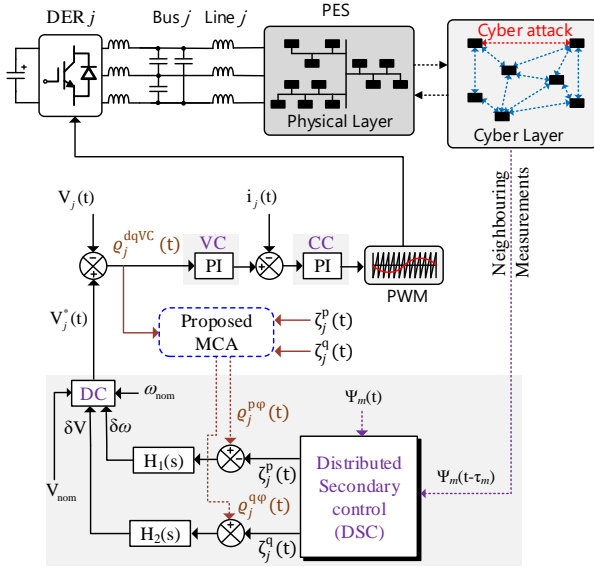 DER j
Bus j
Line j
PES
Physical Layer
Cyber attack
Cyber Layer
Neighbouring
Measurements
V_j(t)
i_j(t)
ϱ_j^{dqVC}(t)
VC
CC
PI
PI
PWM
V_j^*(t)
Proposed
MCA
ζ_j^p(t)
ζ_j^q(t)
DC
ω_nom
δV
δω
V_nom
ϱ_j^{pφ}(t)
ϱ_j^{qφ}(t)
H_1(s)
H_2(s)
ζ_j^p(t)
ζ_j^q(t)
Ψ_m(t)
Distributed
Secondary
control
(DSC)
Ψ_m(t-τ_m)